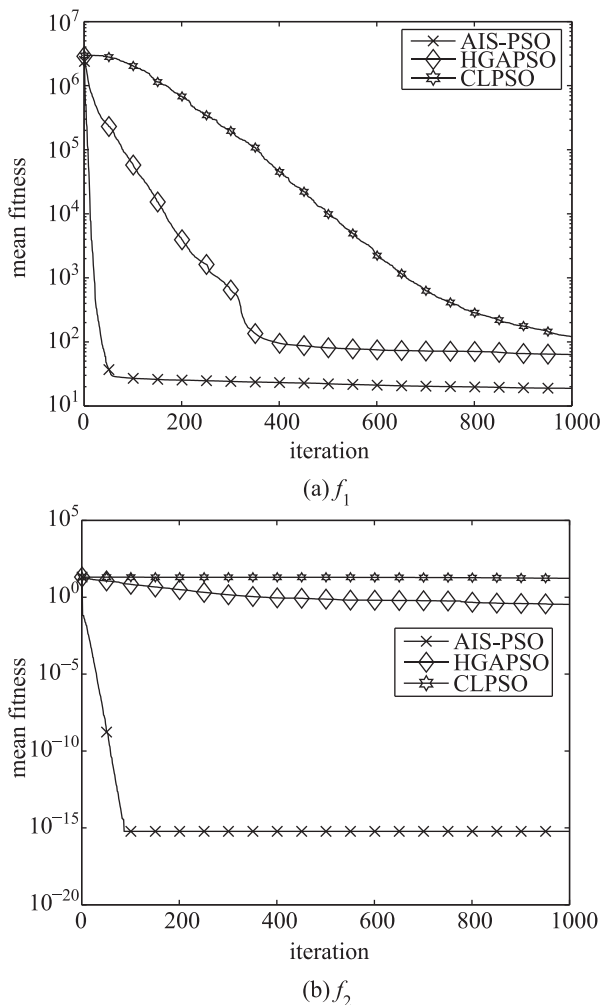 10^7
10^6
10^5
10^4
10^3
10^2
10^1
mean fitness
AIS-PSO
HGAPSO
CLPSO
0 200 400 600 800 1000
iteration
(a) f_1
10^5
10^0
10^−5
10^−10
10^−15
10^−20
mean fitness
AIS-PSO
HGAPSO
CLPSO
0 200 400 600 800 1000
iteration
(b) f_2